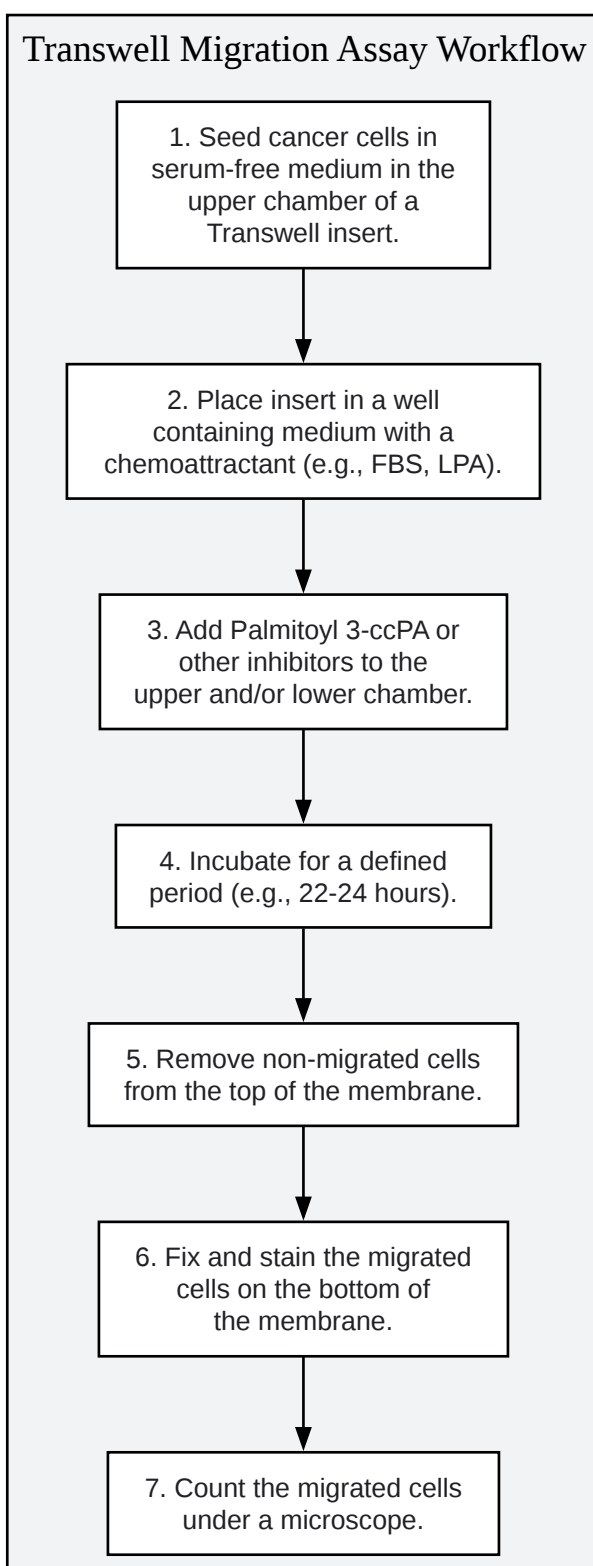 Transwell Migration Assay Workflow
1. Seed cancer cells in
serum-free medium in the
upper chamber of a
Transwell insert.
2. Place insert in a well
containing medium with a
chemoattractant (e.g., FBS, LPA).
3. Add Palmitoyl 3-ccPA or
other inhibitors to the
upper and/or lower chamber.
4. Incubate for a defined
period (e.g., 22-24 hours).
5. Remove non-migrated cells
from the top of the membrane.
6. Fix and stain the migrated
cells on the bottom of
the membrane.
7. Count the migrated cells
under a microscope.